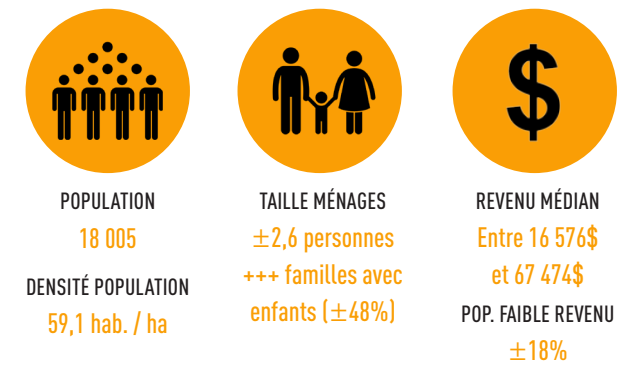 $
POPULATION
18 005
DENSITÉ POPULATION
59,1 hab. / ha
TAILLE MÉNAGES
±2,6 personnes
+++ familles avec
enfants (±48%)
REVENU MÉDIAN
Entre 16 576$
et 67 474$
POP. FAIBLE REVENU
±18%